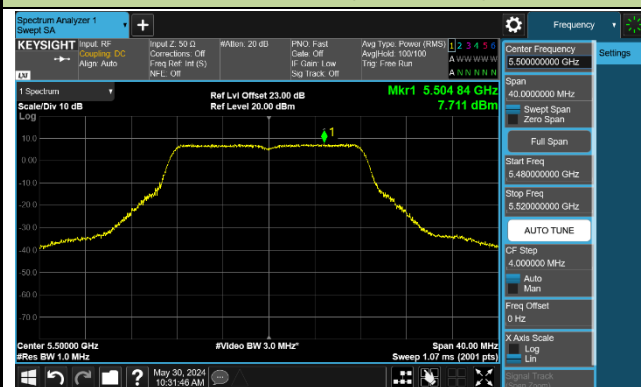 Spectrum Analyzer 1
Swept SA
Frequency
KEYSIGHT
Input: RF
Coupling: DC
Align: Auto
Input Z: 50 Ω
Corrections: Off
Freq Ref: Int (S)
NFE: Off
#Atten: 20 dB
PNO: Fast
Gate: Off
IF Gain: Low
Sig Track: Off
Avg Type: Power (RMS)
Avg|Hold: 100/100
Trig: Free Run
1 2 3 4 5 6
A W W W W W
A N N N N N
LXI
1 Spectrum
Scale/Div 10 dB
Log
Ref Lvl Offset 23.00 dB
Ref Level 20.00 dBm
Mkr1 5.504 84 GHz
7.711 dBm
1
10.0
0.00
-10.0
-20.0
-30.0
-40.0
-50.0
-60.0
-70.0
Center 5.50000 GHz
#Res BW 1.0 MHz
#Video BW 3.0 MHz*
Span 40.00 MHz
Sweep 1.07 ms (2001 pts)
Center Frequency
5.500000000 GHz
Settings
Span
40.0000000 MHz
Swept Span
Zero Span
Full Span
Start Freq
5.480000000 GHz
Stop Freq
5.520000000 GHz
AUTO TUNE
CF Step
4.000000 MHz
Auto
Man
Freq Offset
0 Hz
X Axis Scale
Log
Lin
Signal Track
(Span Zoom)
May 30, 2024
10:31:46 AM